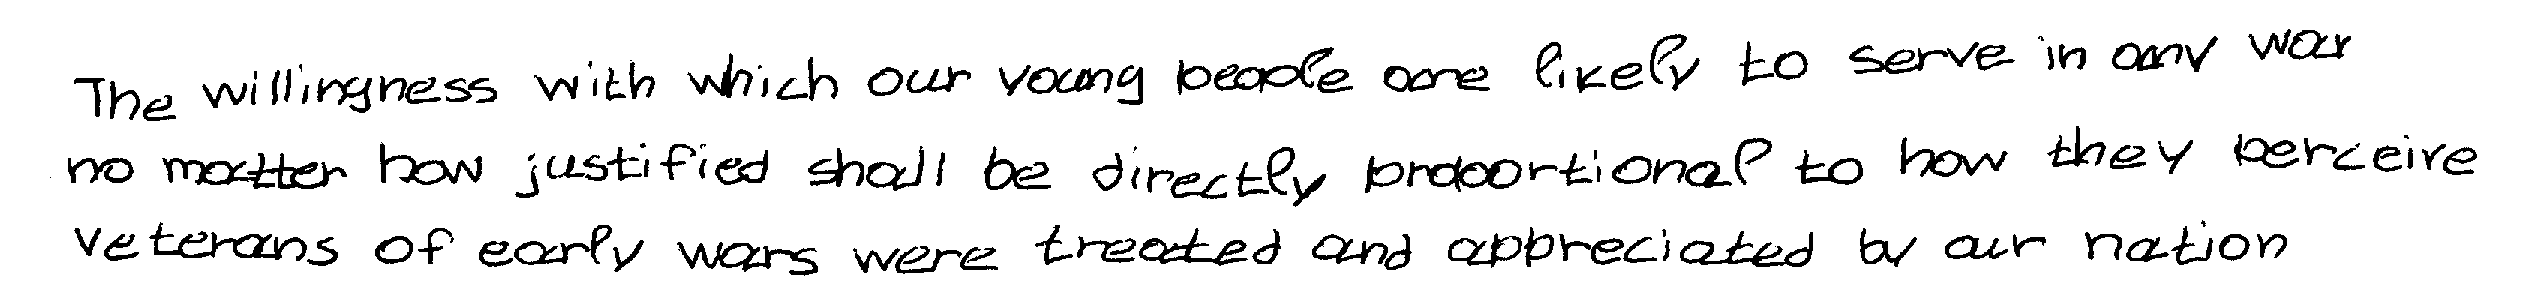 The willingness with which our young people are likely to serve in any war
no matter how justified shall be directly proportional to how they perceive
veterans of early wars were treated and appreciated by our nation